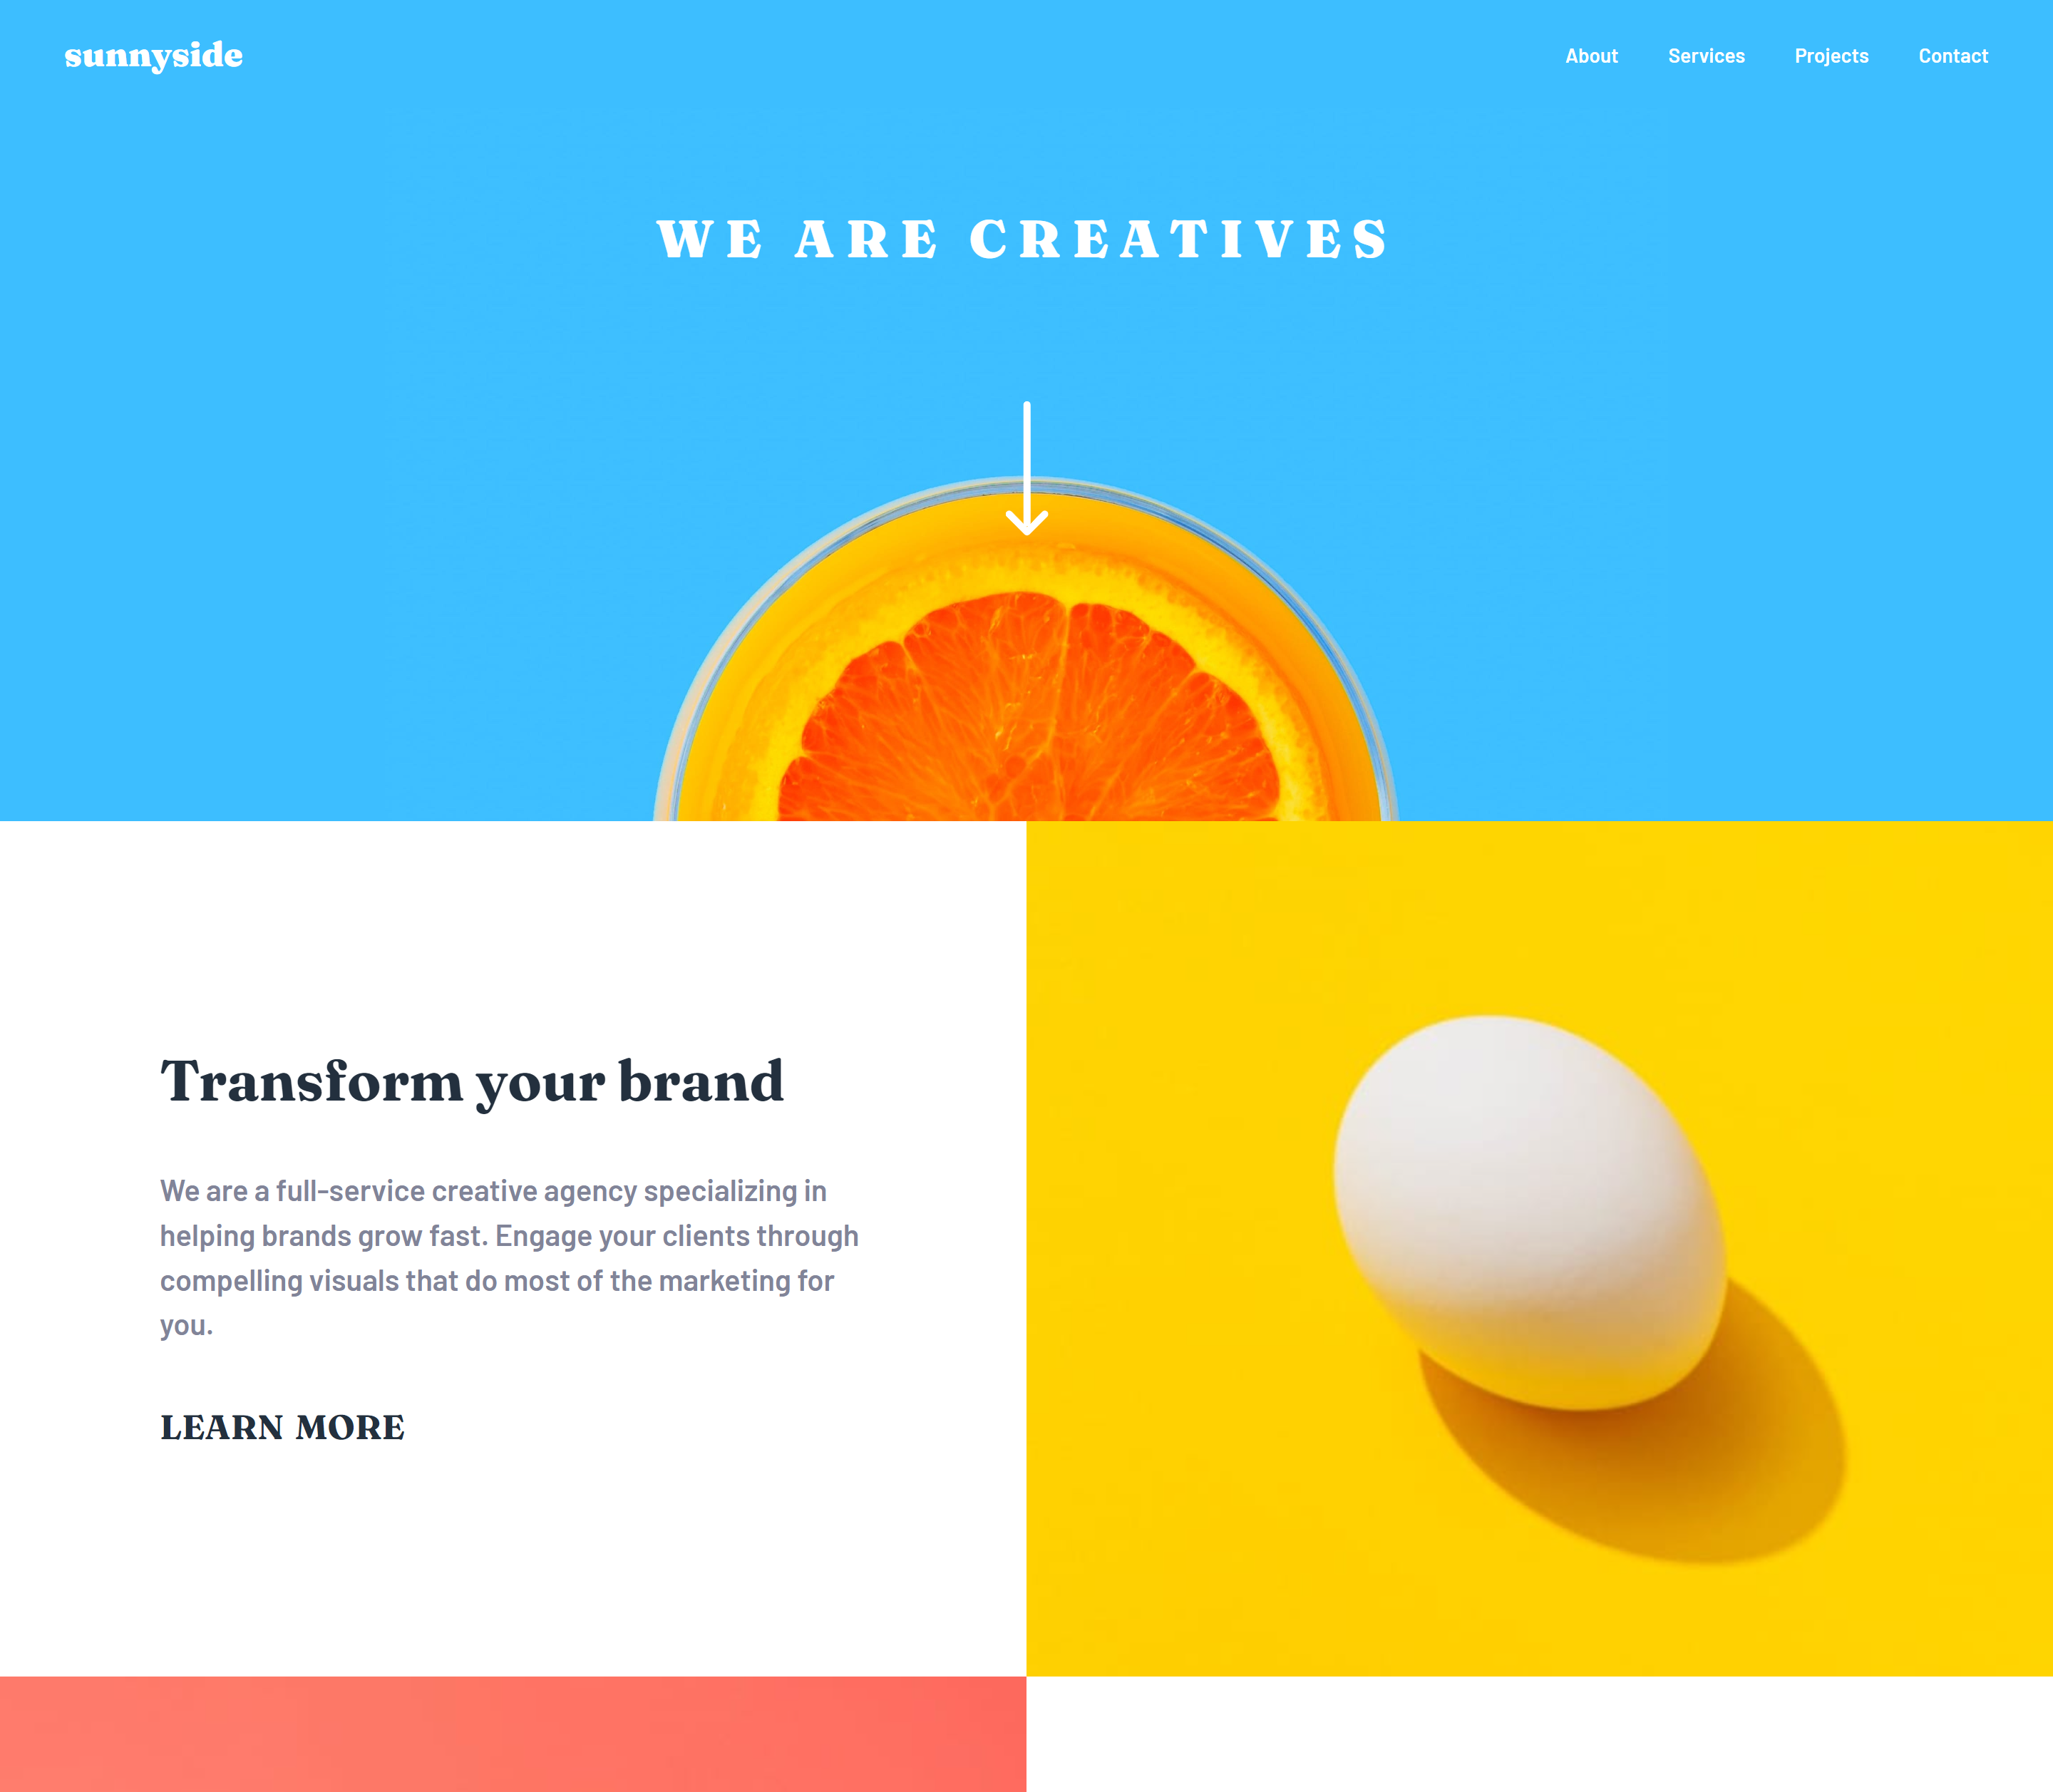 sunnyside
About Services Projects Contact
WE ARE CREATIVES
Transform your brand
We are a full-service creative agency specializing in
helping brands grow fast. Engage your clients through
compelling visuals that do most of the marketing for
you.
LEARN MORE